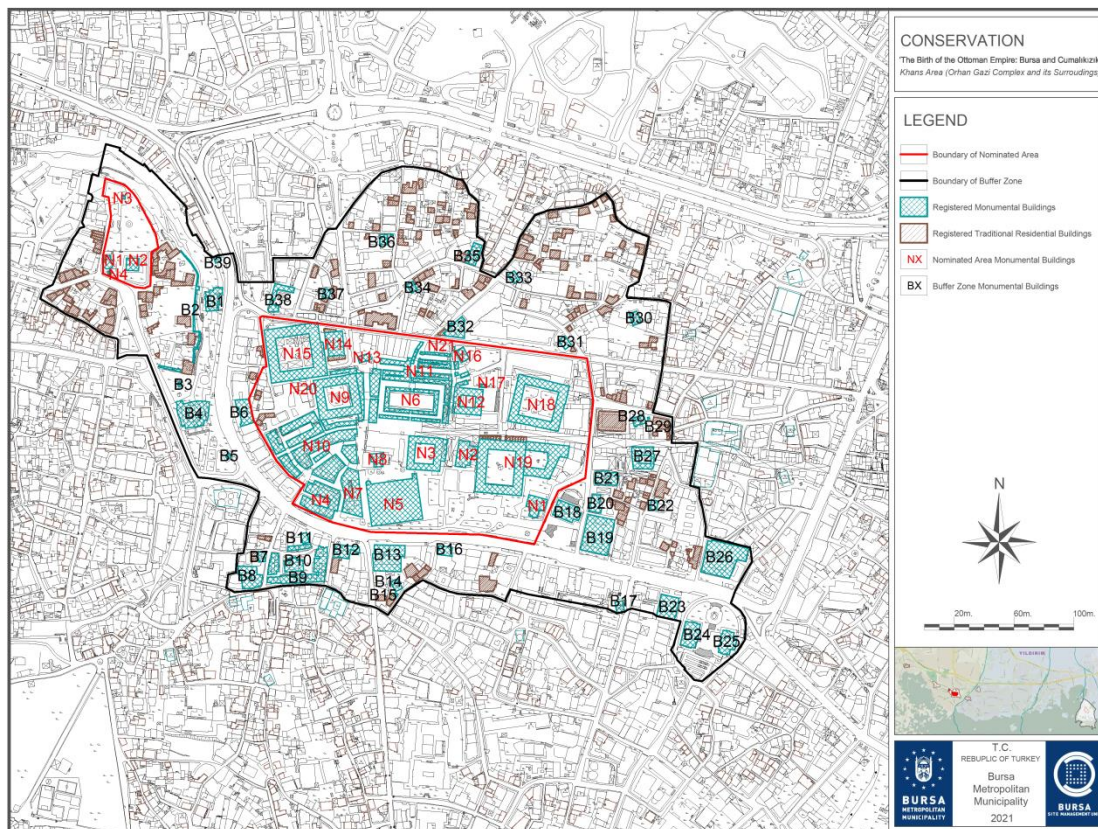 CONSERVATION
'The Birth of the Ottoman Empire: Bursa and Cumalıkızık
Khans Area (Orhan Gazi Complex and its Surroudings)
LEGEND
Boundary of Nominated Area
Boundary of Buffer Zone
Registered Monumental Buildings
Registered Traditional Residential Buildings
NX Nominated Area Monumental Buildings
BX Buffer Zone Monumental Buildings
N3
N1 N2
N4
B39
B2 B1
B3
B4
B6
B5
B38
B37
B36
B34
B35
B33
B32
B31
B30
N15
N14
N13
N21
N16
N11
N17
N20
N9
N6
N12
N18
N10
N8
N3
N2
N19
N4
N7
N5
N1
B28
B29
B27
B21
B20
B22
B18
B19
B26
B11
B7
B10
B8
B9
B12
B13
B16
B14
B15
B17
B23
B24
B25
N
20m. 60m. 100m.
YILDIRIM
BURSA
METROPOLITAN
MUNICIPALITY
T.C.
REBUPLIC OF TURKEY
Bursa
Metropolitan
Municipality
2021
BURSA
SITE MANAGEMENT UNI